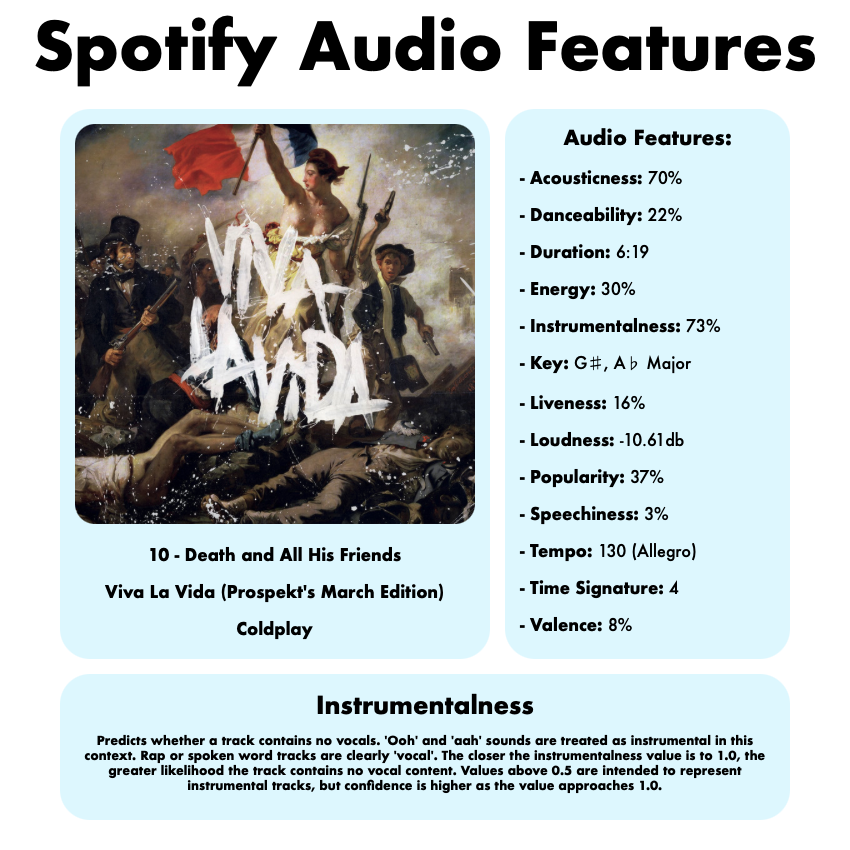 Spotify Audio Features
VIVA
LA VIDA
10 - Death and All His Friends
Viva La Vida (Prospekt's March Edition)
Coldplay
Audio Features:
- Acousticness: 70%
- Danceability: 22%
- Duration: 6:19
- Energy: 30%
- Instrumentalness: 73%
- Key: G♯, A♭ Major
- Liveness: 16%
- Loudness: -10.61db
- Popularity: 37%
- Speechiness: 3%
- Tempo: 130 (Allegro)
- Time Signature: 4
- Valence: 8%
Instrumentalness
Predicts whether a track contains no vocals. 'Ooh' and 'aah' sounds are treated as instrumental in this
context. Rap or spoken word tracks are clearly 'vocal'. The closer the instrumentalness value is to 1.0, the
greater likelihood the track contains no vocal content. Values above 0.5 are intended to represent
instrumental tracks, but confidence is higher as the value approaches 1.0.